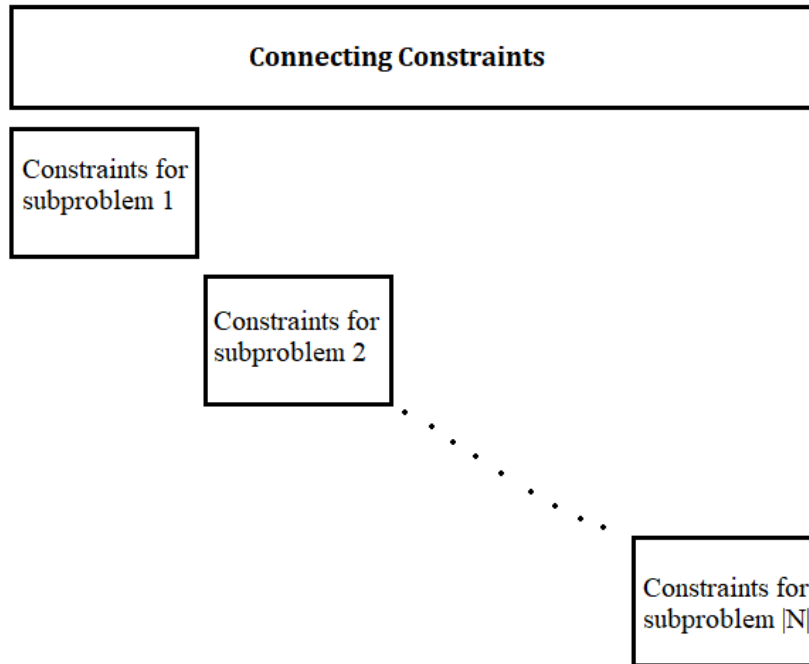 Connecting Constraints
Constraints for
subproblem 1
Constraints for
subproblem 2
Constraints for
subproblem |N|